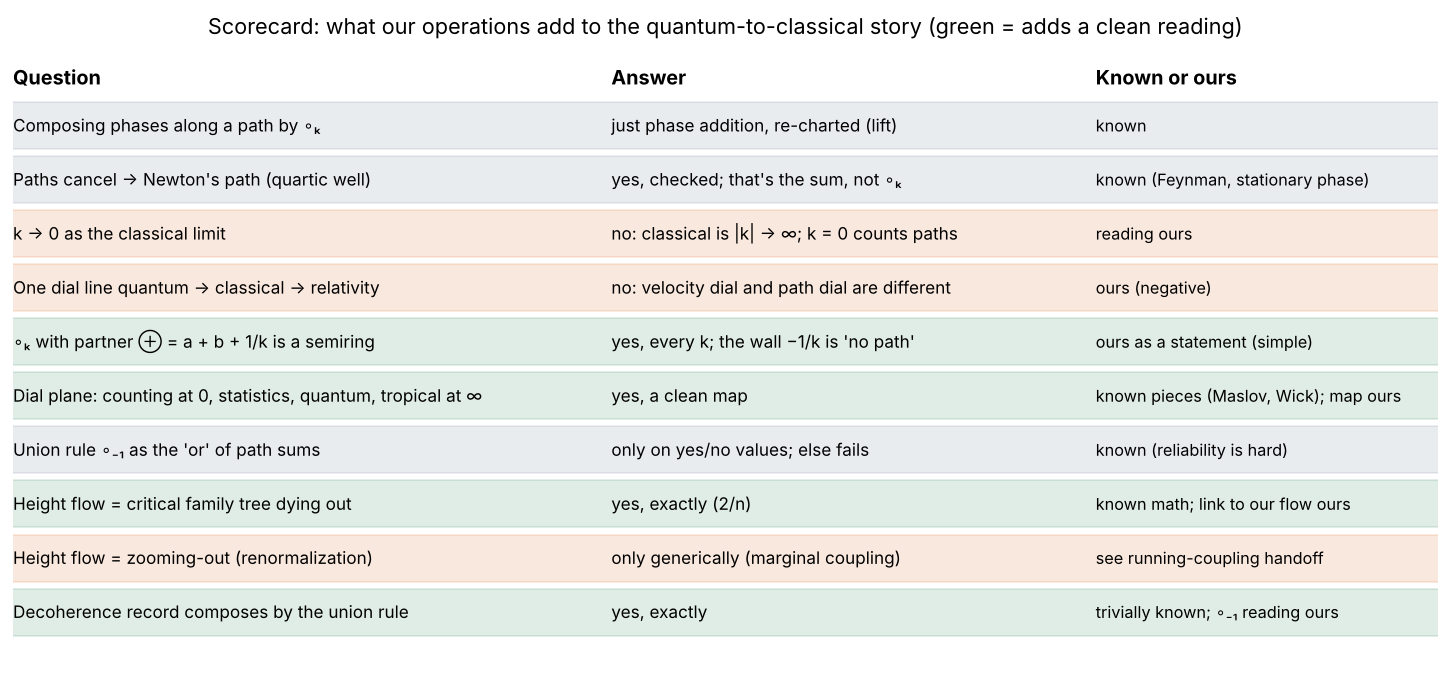 Scorecard: what our operations add to the quantum-to-classical story (green = adds a clean reading)
Question Answer Known or ours
Composing phases along a path by ∘ₖ just phase addition, re-charted (lift) known
Paths cancel → Newton's path (quartic well) yes, checked; that's the sum, not ∘ₖ known (Feynman, stationary phase)
k → 0 as the classical limit no: classical is |k| → ∞; k = 0 counts paths reading ours
One dial line quantum → classical → relativity no: velocity dial and path dial are different ours (negative)
∘ₖ with partner ⊕ = a + b + 1/k is a semiring yes, every k; the wall −1/k is 'no path' ours as a statement (simple)
Dial plane: counting at 0, statistics, quantum, tropical at ∞ yes, a clean map known pieces (Maslov, Wick); map ours
Union rule ∘₋₁ as the 'or' of path sums only on yes/no values; else fails known (reliability is hard)
Height flow = critical family tree dying out yes, exactly (2/n) known math; link to our flow ours
Height flow = zooming-out (renormalization) only generically (marginal coupling) see running-coupling handoff
Decoherence record composes by the union rule yes, exactly trivially known; ∘₋₁ reading ours